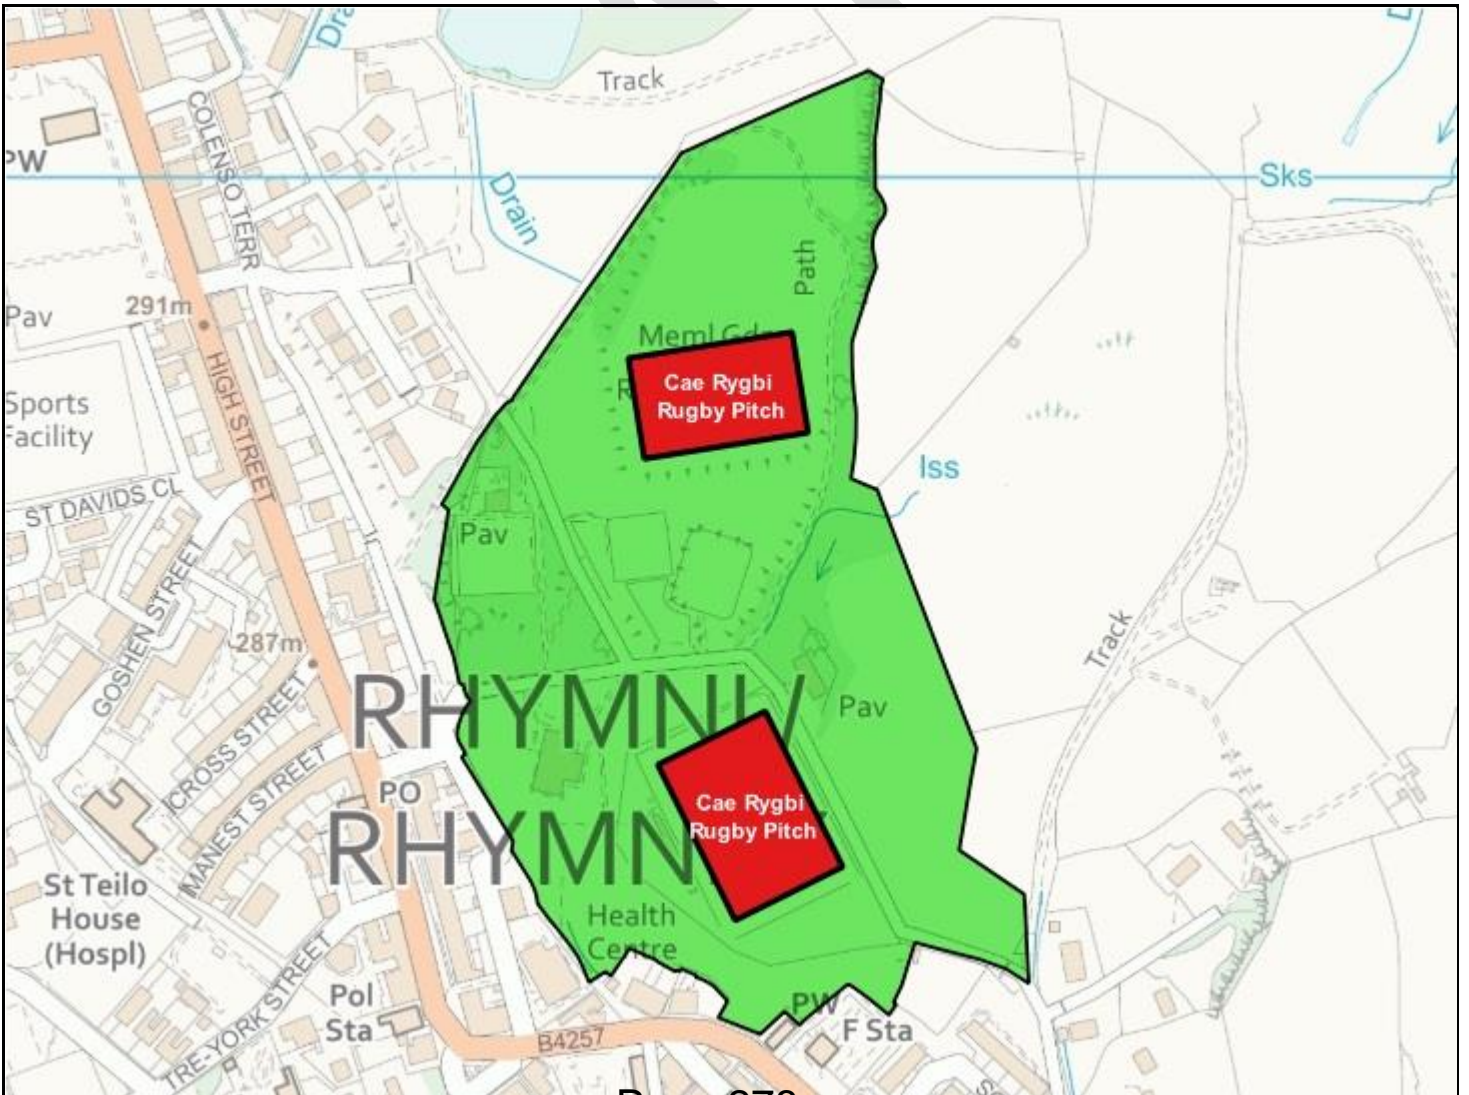 Track
COLENSO TERR
PW
Drain
Sks
Path
291m
Pav
Meml Gdn
Cae Rygbi
Rugby Pitch
HIGH STREET
Sports
Facility
Iss
ST DAVIDS CL
Pav
GOSHEN STREET
Track
287m
RHYMNI /
Pav
CROSS STREET
MANEST STREET
PO
Cae Rygbi
Rugby Pitch
RHYMN
St Teilo
House
(Hospl)
Health
Centre
TRE-YORK STREET
Pol
Sta
PW
F Sta
B4257